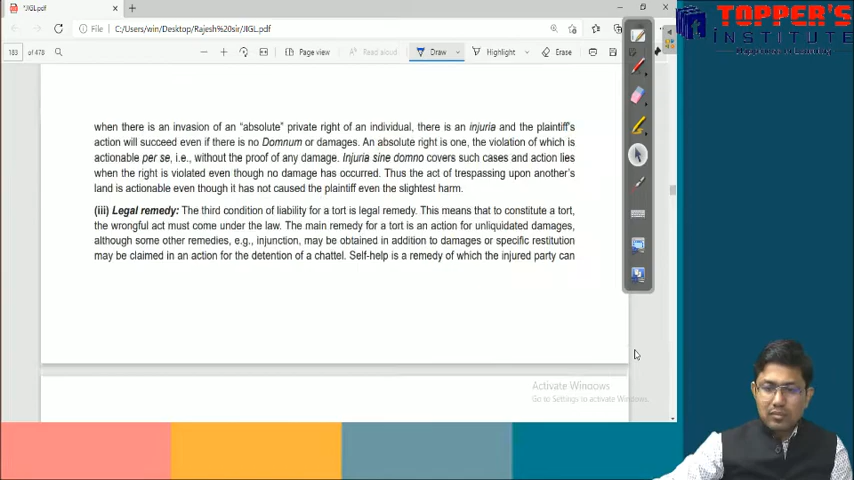 JIGL.pdf
File
C:/Users/win/Desktop/Rajesh%20sir/JIGL.pdf
TOPPER'S
INSTITUTE
183 of 478
Page view
Read aloud
Draw
Highlight
Erase
when there is an invasion of an “absolute” private right of an individual, there is an injuria and the plaintiff’s
action will succeed even if there is no Domnum or damages. An absolute right is one, the violation of which is
actionable per se, i.e., without the proof of any damage. Injuria sine domno covers such cases and action lies
when the right is violated even though no damage has occurred. Thus the act of trespassing upon another’s
land is actionable even though it has not caused the plaintiff even the slightest harm.
(iii) Legal remedy: The third condition of liability for a tort is legal remedy. This means that to constitute a tort,
the wrongful act must come under the law. The main remedy for a tort is an action for unliquidated damages,
although some other remedies, e.g., injunction, may be obtained in addition to damages or specific restitution
may be claimed in an action for the detention of a chattel. Self-help is a remedy of which the injured party can
Activate Windows
Go to Settings to activate Windows.